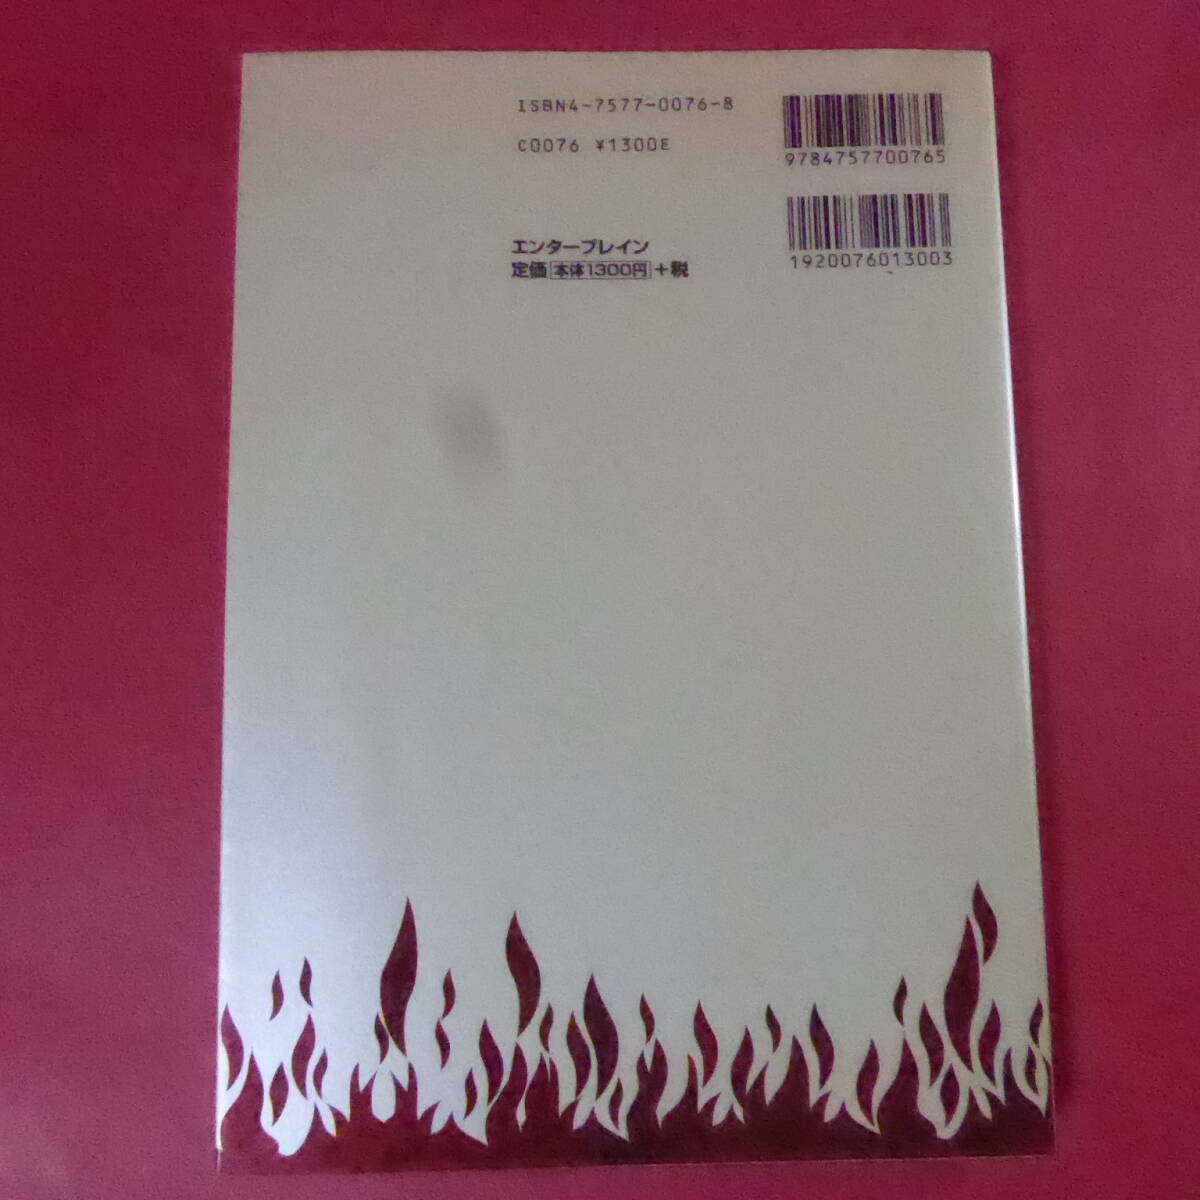 ISBN4-7577-0076-8
C0076 ¥1300E
9784757700765
1920076013003
エンターブレイン
定価 本体1300円 +税